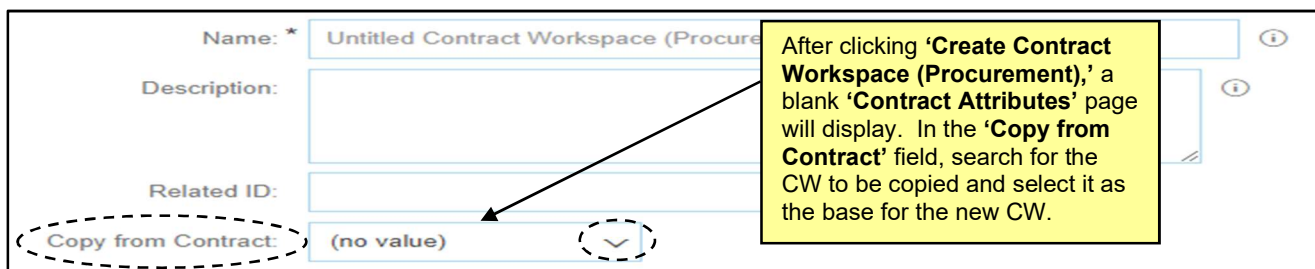 Name: * Untitled Contract Workspace (Procure
After clicking ‘Create Contract
Workspace (Procurement),’ a
blank ‘Contract Attributes’ page
will display. In the ‘Copy from
Contract’ field, search for the
CW to be copied and select it as
the base for the new CW.
Description:
Related ID:
Copy from Contract: (no value)